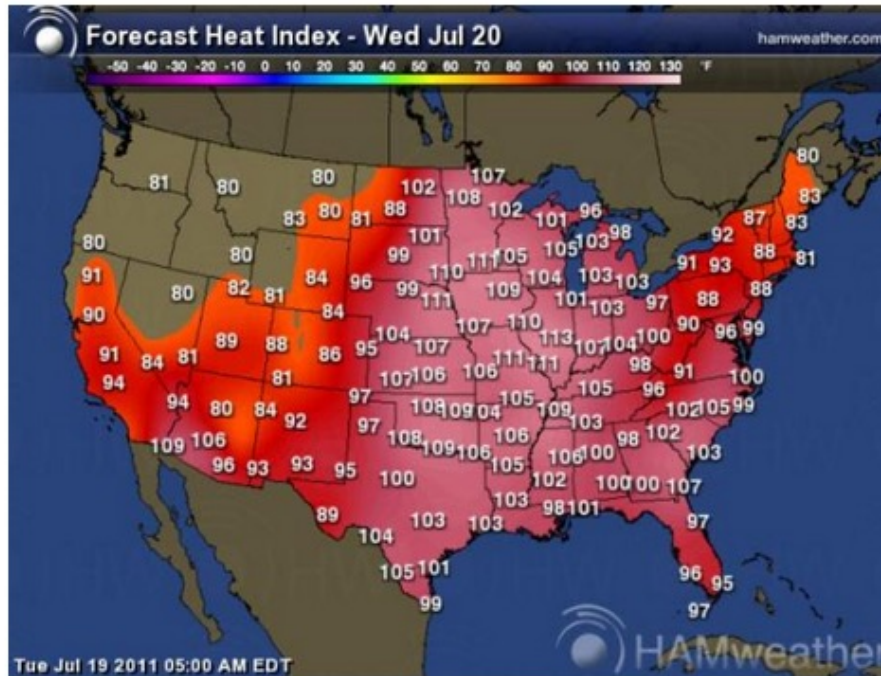 Forecast Heat Index - Wed Jul 20
hamweather.com
-50 -40 -30 -20 -10 0 10 20 30 40 50 60 70 80 90 100 110 120 130 °F
80
107
81 80 80 102 108 83
83 80 81 88 102 101 96 98 87 83
80 80 101 105 103 92 88 81
91 99 111 105 91 93
82 81 84 96 110 104 103 103 88
80 99 111 109 101 103 97
90 84 107 110 90 96 99
89 88 86 95 104 107 113 107 104 100
91 84 81 111 111 98 91
94 81 107 106 106 105 96 100
94 80 84 92 97 108 109 104 105 109 103 102 105 99
109 106 97 108 109 106 106 106 100 98 102 103
96 93 93 95 100 105 102 100 100 107
89 103 103 103 98 101 97
104
105 101 96 95
99 97
HAMweather
Tue Jul 19 2011 05:00 AM EDT